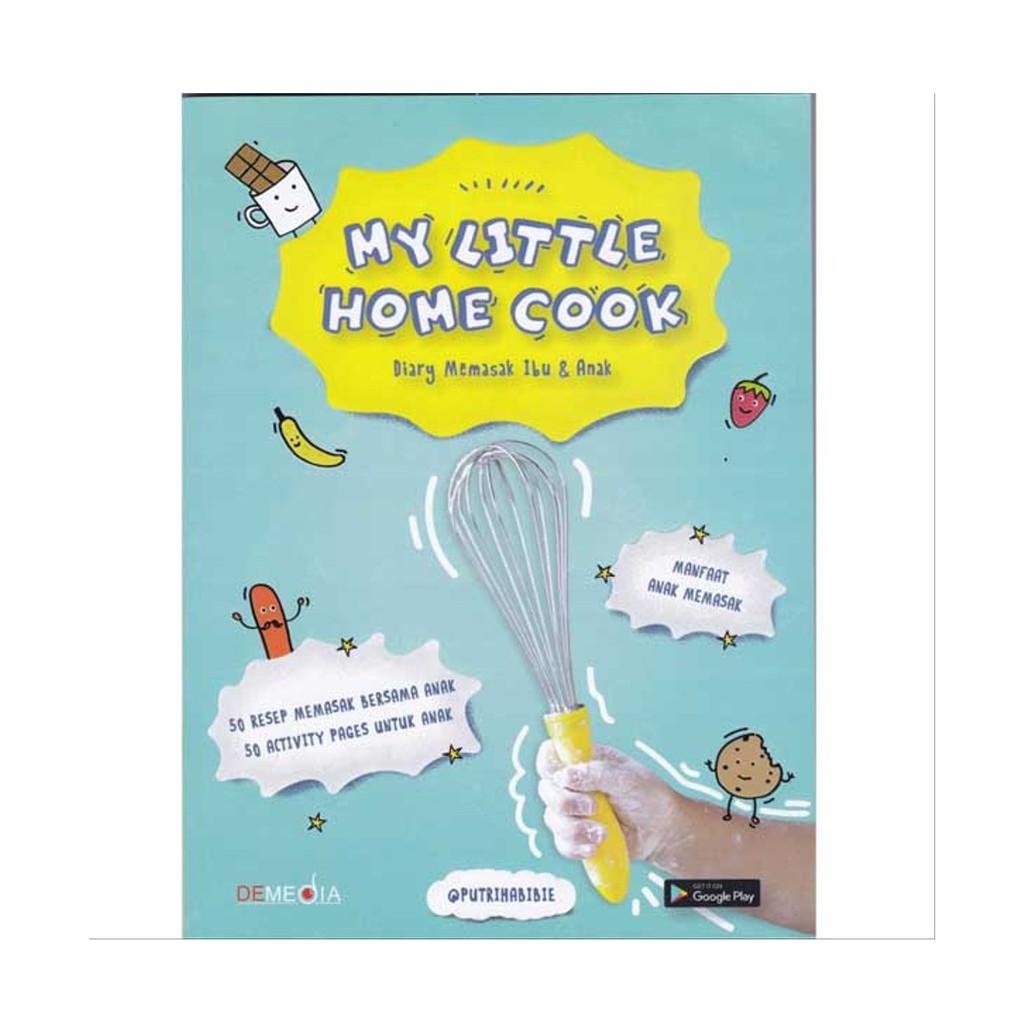 MY LITTLE
HOME COOK
Diary Memasak Ibu & Anak
MANFAAT
ANAK MEMASAK
50 RESEP MEMASAK BERSAMA ANAK
50 ACTIVITY PAGES UNTUK ANAK
DEMEDIA
@PUTRIHABIBIE
GET IT ON
Google Play